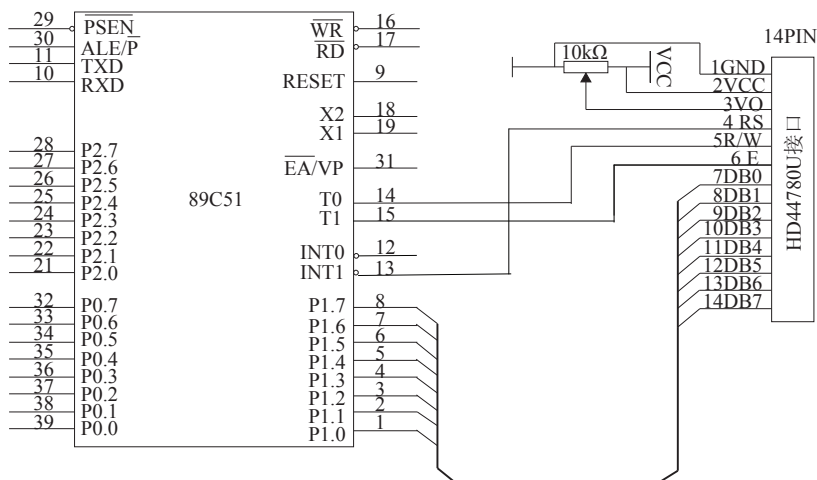 29 PSEN
30 ALE/P
11 TXD
10 RXD
28 P2.7
27 P2.6
26 P2.5
25 P2.4
24 P2.3
23 P2.2
22 P2.1
21 P2.0
32 P0.7
33 P0.6
34 P0.5
35 P0.4
36 P0.3
37 P0.2
38 P0.1
39 P0.0
89C51
WR 16
RD 17
RESET 9
X2 18
X1 19
EA/VP 31
T0 14
T1 15
INT0 12
INT1 13
P1.7 8
P1.6 7
P1.5 6
P1.4 5
P1.3 4
P1.2 3
P1.1 2
P1.0 1
10kΩ
VCC
14PIN
1GND
2VCC
3VO
4 RS
5R/W
6 E
7DB0
8DB1
9DB2
10DB3
11DB4
12DB5
13DB6
14DB7
HD44780U接口